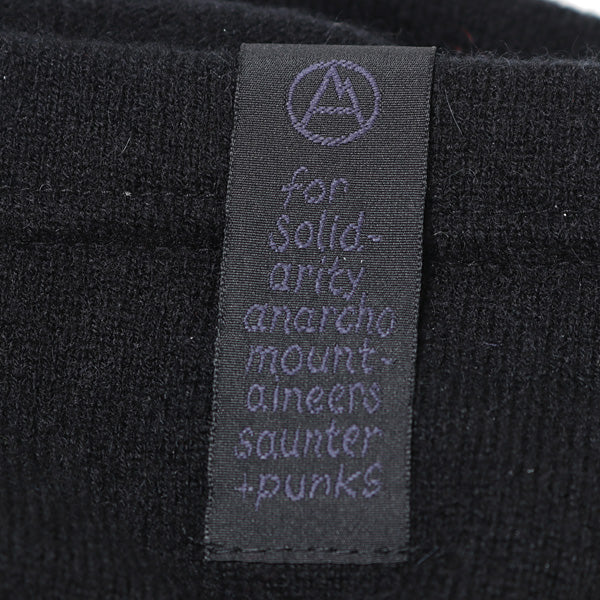 for
solid-
arity
anarcho
mount-
aineers
saunter
+punks